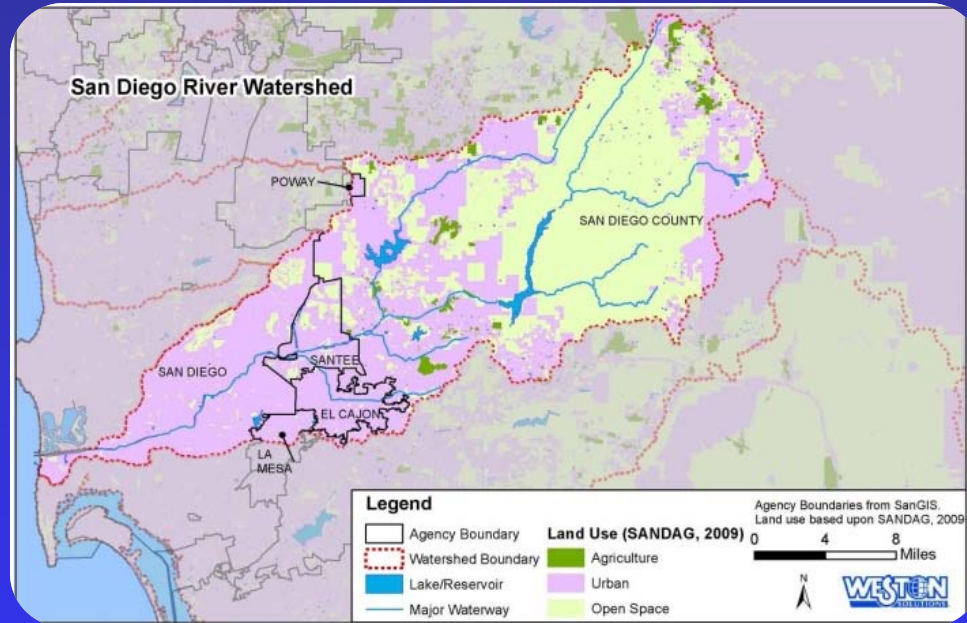 San Diego River Watershed
POWAY
SAN DIEGO COUNTY
SAN DIEGO
SANTEE
EL CAJON
LA
MESA
Legend
Agency Boundary
Watershed Boundary
Lake/Reservoir
Major Waterway
Land Use (SANDAG, 2009)
Agriculture
Urban
Open Space
Agency Boundaries from SanGIS.
Land use based upon SANDAG, 2009
0 4 8
Miles
N
WESTON
SOLUTIONS